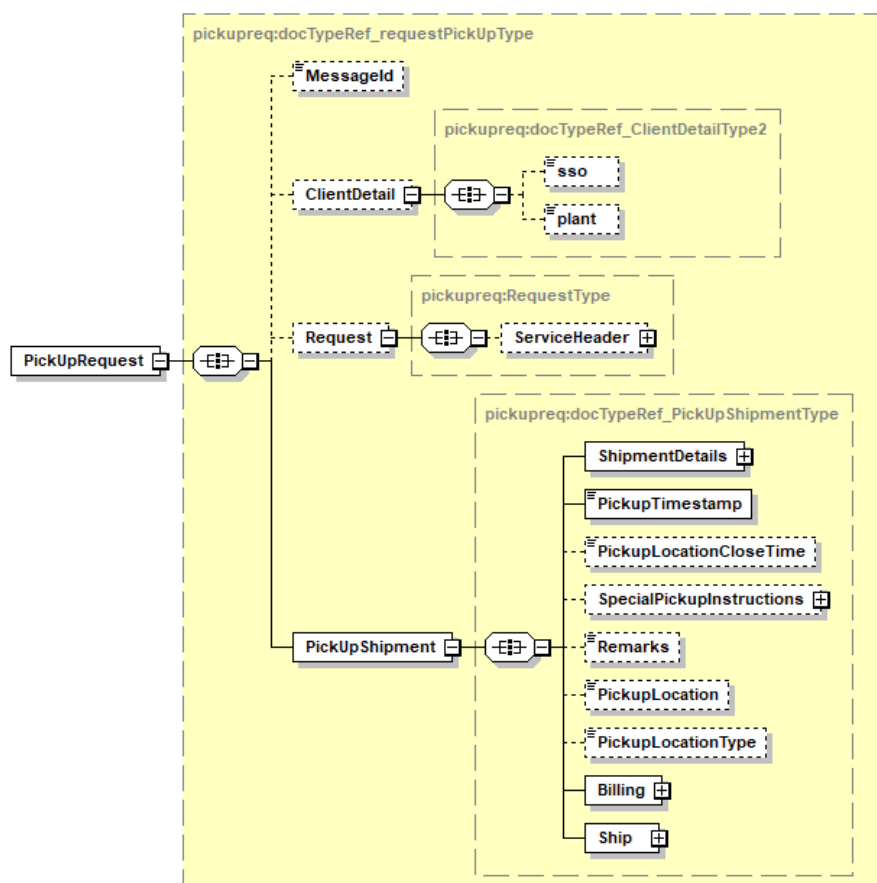 pickupreq:docTypeRef_requestPickUpType
MessageId
pickupreq:docTypeRef_ClientDetailType2
sso
ClientDetail
plant
pickupreq:RequestType
Request
ServiceHeader
PickUpRequest
pickupreq:docTypeRef_PickUpShipmentType
ShipmentDetails
PickupTimestamp
PickupLocationCloseTime
SpecialPickupInstructions
PickUpShipment
Remarks
PickupLocation
PickupLocationType
Billing
Ship